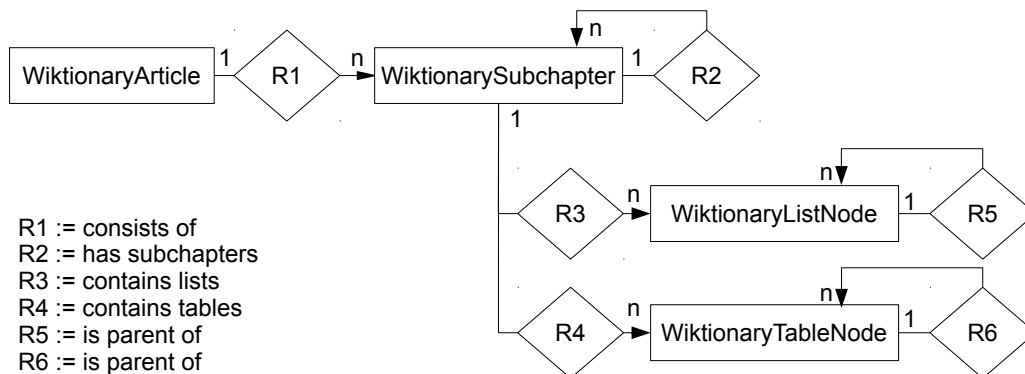 n
1 n 1
WiktionaryArticle R1 WiktionarySubchapter R2
1
n
n 1
R3 WiktionaryListNode R5
R1 := consists of
R2 := has subchapters
R3 := contains lists
n
R4 := contains tables
n 1
R4 WiktionaryTableNode R6
R5 := is parent of
R6 := is parent of